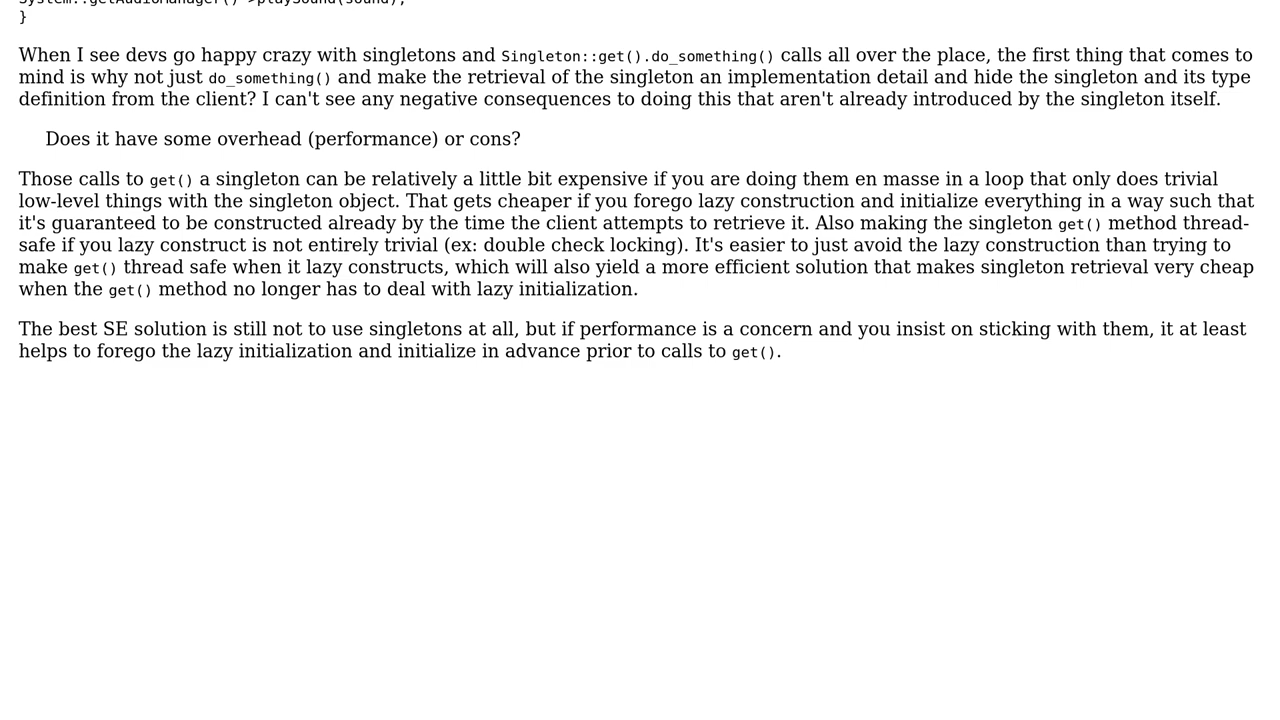 System::getAudioManager()->playSound(sound);
}
When I see devs go happy crazy with singletons and Singleton::get().do_something() calls all over the place, the first thing that comes to
mind is why not just do_something() and make the retrieval of the singleton an implementation detail and hide the singleton and its type
definition from the client? I can't see any negative consequences to doing this that aren't already introduced by the singleton itself.
Does it have some overhead (performance) or cons?
Those calls to get() a singleton can be relatively a little bit expensive if you are doing them en masse in a loop that only does trivial
low-level things with the singleton object. That gets cheaper if you forego lazy construction and initialize everything in a way such that
it's guaranteed to be constructed already by the time the client attempts to retrieve it. Also making the singleton get() method thread-
safe if you lazy construct is not entirely trivial (ex: double check locking). It's easier to just avoid the lazy construction than trying to
make get() thread safe when it lazy constructs, which will also yield a more efficient solution that makes singleton retrieval very cheap
when the get() method no longer has to deal with lazy initialization.
The best SE solution is still not to use singletons at all, but if performance is a concern and you insist on sticking with them, it at least
helps to forego the lazy initialization and initialize in advance prior to calls to get().